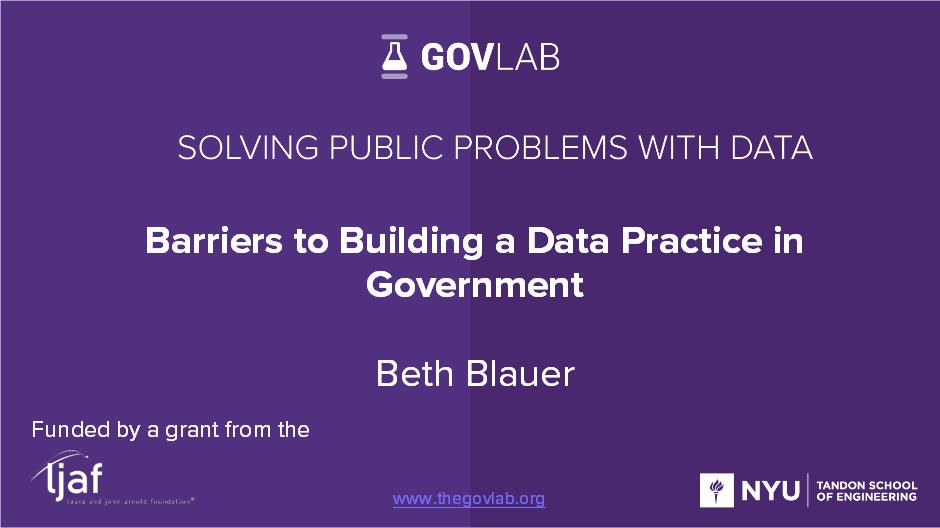 GOVLAB
SOLVING PUBLIC PROBLEMS WITH DATA
Barriers to Building a Data Practice in
Government
Beth Blauer
Funded by a grant from the
ljaf
laura and john arnold foundation®
www.thegovlab.org
NYU
TANDON SCHOOL
OF ENGINEERING